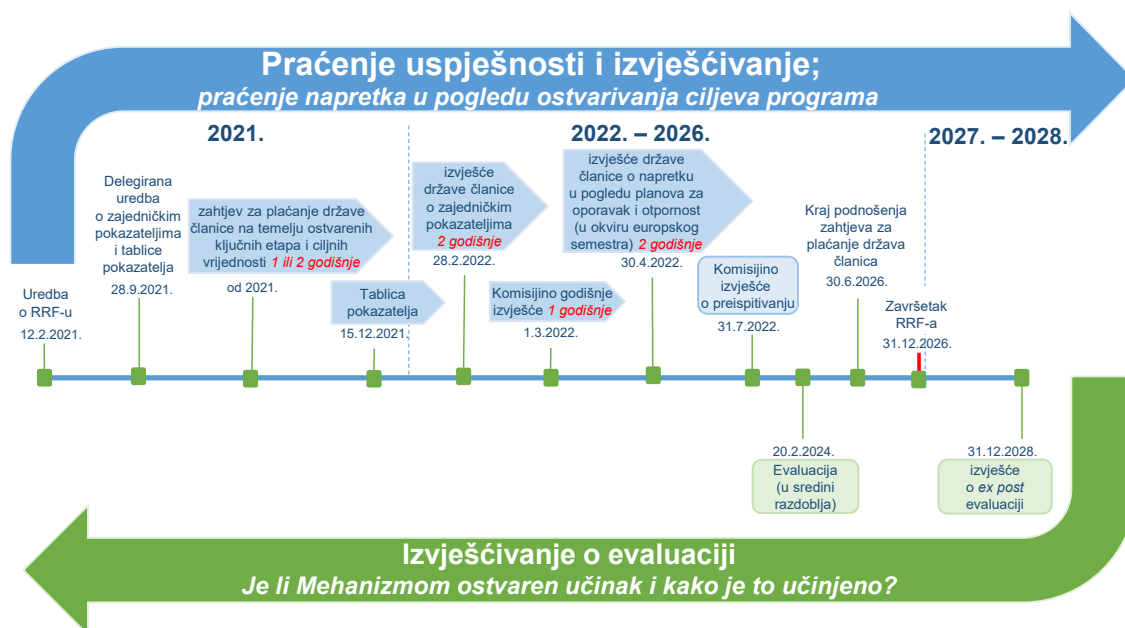 Praćenje uspješnosti i izvješćivanje;
praćenje napretka u pogledu ostvarivanja ciljeva programa
2021.
2022. – 2026.
2027. – 2028.
Uredba
o RRF-u
12.2.2021.
Delegirana
uredba
o zajedničkim
pokazateljima
i tablice
pokazatelja
28.9.2021.
zahtjev za plaćanje države
članice na temelju ostvarenih
ključnih etapa i ciljnih
vrijednosti 1 ili 2 godišnje
od 2021.
Tablica
pokazatelja
15.12.2021.
izvješće
države članice
o zajedničkim
pokazateljima
2 godišnje
28.2.2022.
Komisijino godišnje
izvješće 1 godišnje
1.3.2022.
izvješće države
članice o napretku
u pogledu planova za
oporavak i otpornost
(u okviru europskog
semestra) 2 godišnje
30.4.2022.
Komisijino
izvješće
o preispitivanju
31.7.2022.
Kraj podnošenja
zahtjeva za
plaćanje država
članica
30.6.2026.
Završetak
RRF-a
31.12.2026.
20.2.2024.
Evaluacija
(u sredini
razdoblja)
31.12.2028.
izvješće
o ex post
evaluaciji
Izvješćivanje o evaluaciji
Je li Mehanizmom ostvaren učinak i kako je to učinjeno?